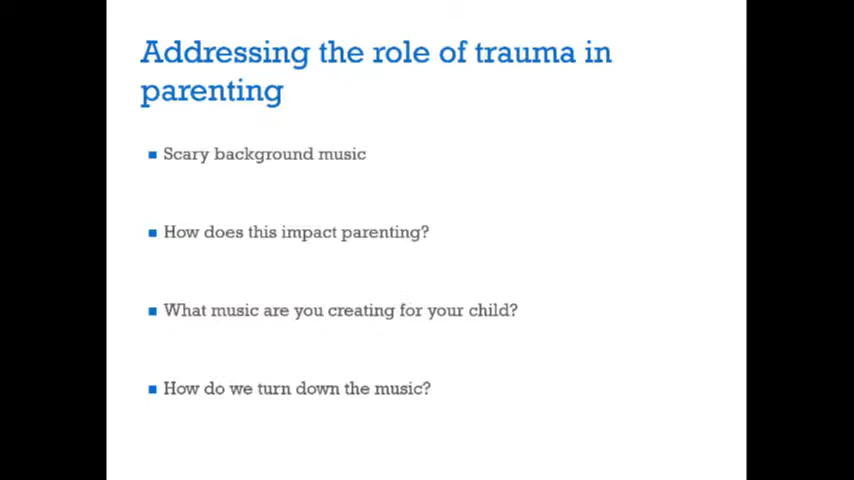 Addressing the role of trauma in
parenting
Scary background music
How does this impact parenting?
What music are you creating for your child?
How do we turn down the music?